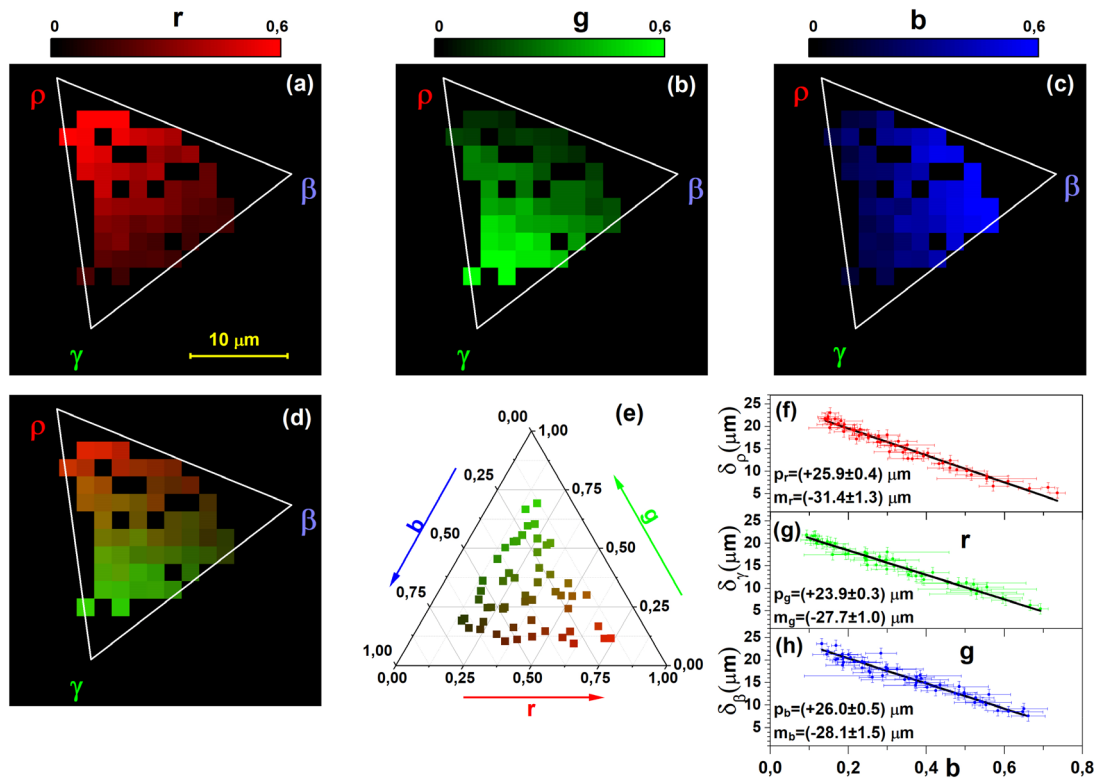 r
0 0,6
g
0 0,6
b
0 0,6
(a)
ρ
β
γ
10 μm
(b)
ρ
β
γ
(c)
ρ
β
γ
(d)
ρ
β
γ
(e)
0,00 1,00
0,25 0,75
0,50 0,50
0,75 0,25
1,00 0,00
0,00 0,25 0,50 0,75 1,00
b
g
r
(f)
25
20
15
10
5
δρ(μm)
pr=(+25.9±0.4) μm
mr=(-31.4±1.3) μm
r
(g)
25
20
15
10
5
δγ(μm)
pg=(+23.9±0.3) μm
mg=(-27.7±1.0) μm
g
(h)
25
20
15
10
5
δβ(μm)
pb=(+26.0±0.5) μm
mb=(-28.1±1.5) μm
0,0 0,2 0,4 0,6 0,8
b